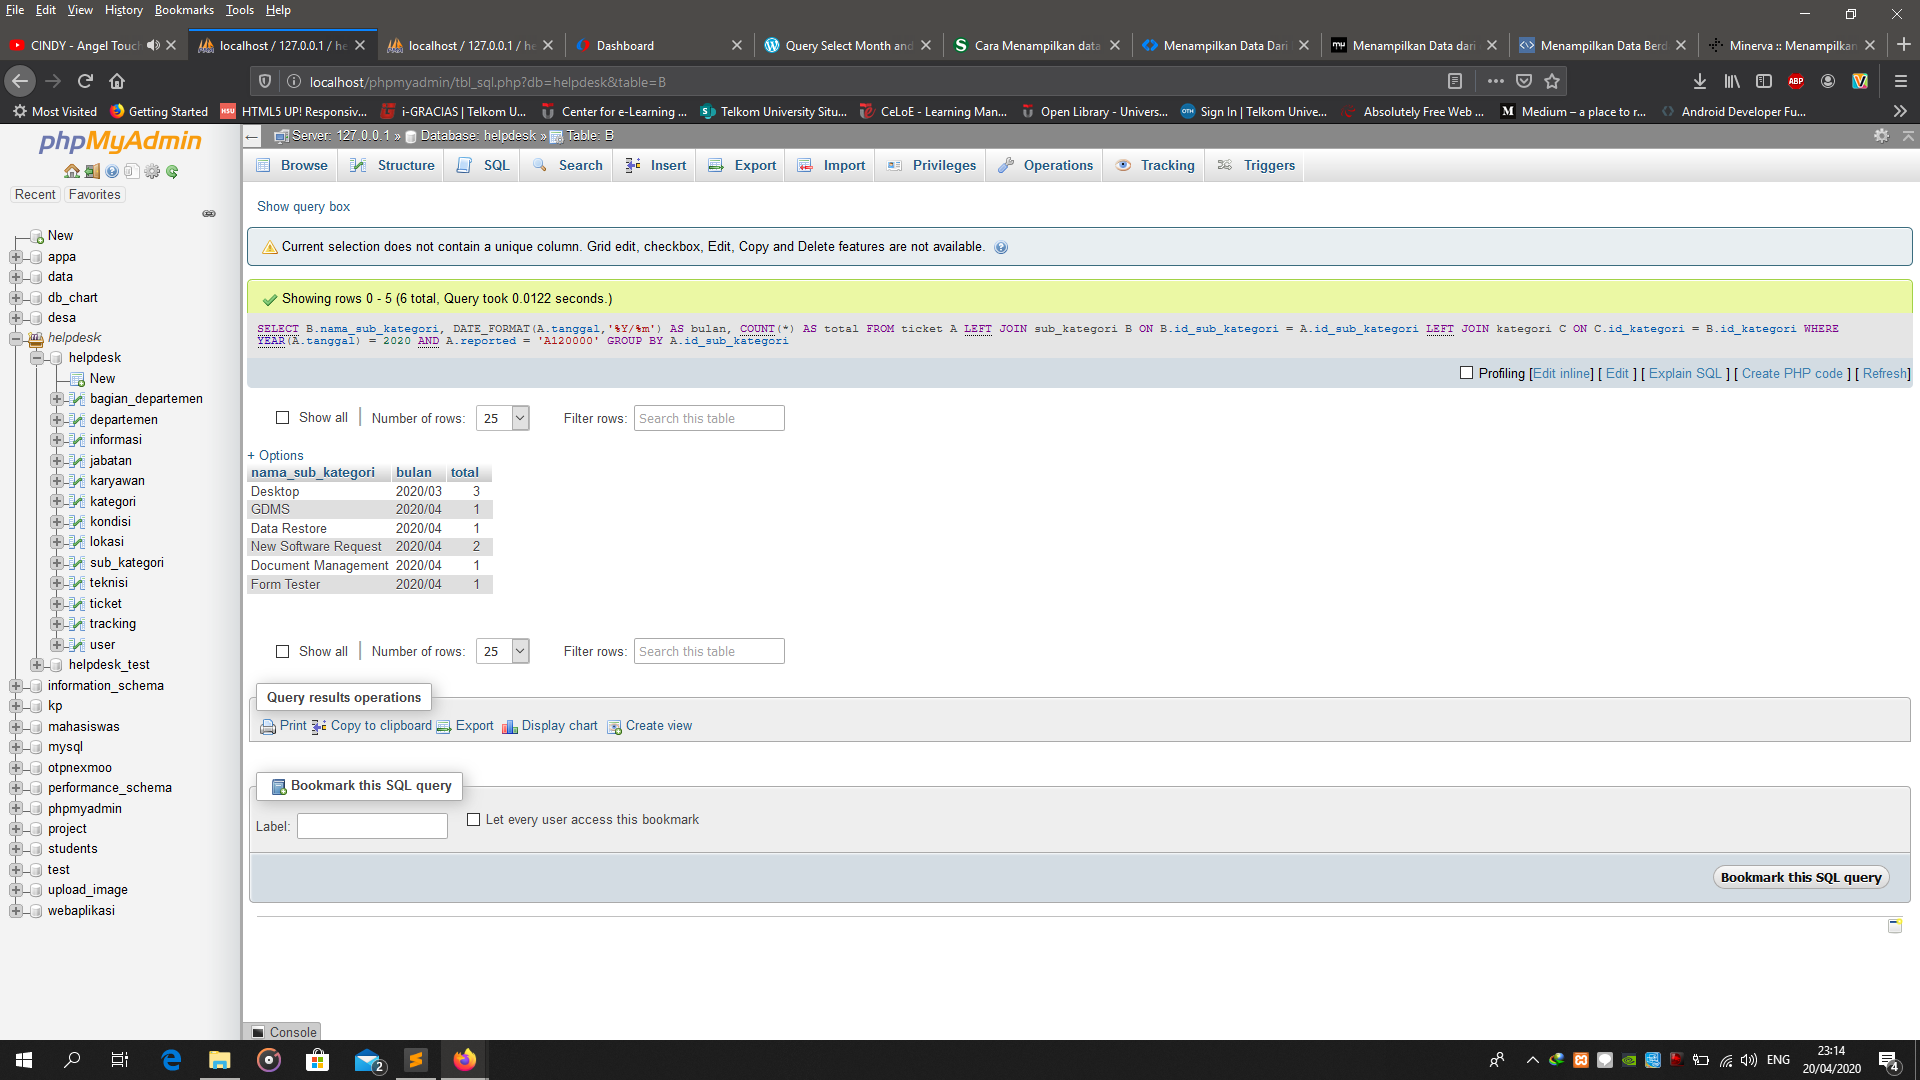 File Edit View History Bookmarks Tools Help
CINDY - Angel Touch
localhost / 127.0.0.1 / he
localhost / 127.0.0.1 / he
Dashboard
Query Select Month and
Cara Menampilkan data
Menampilkan Data Dari
Menampilkan Data dari
Menampilkan Data Berd
Minerva :: Menampilkan
localhost/phpmyadmin/tbl_sql.php?db=helpdesk&table=B
Most Visited Getting Started HTML5 UP! Responsiv... i-GRACIAS | Telkom U... Center for e-Learning ... Telkom University Situ... CeLoE - Learning Man... Open Library - Univers... Sign In | Telkom Unive... Absolutely Free Web ... Medium – a place to r... Android Developer Fu...
phpMyAdmin
Recent Favorites
New
appa
data
db_chart
desa
helpdesk
helpdesk
New
bagian_departemen
departemen
informasi
jabatan
karyawan
kategori
kondisi
lokasi
sub_kategori
teknisi
ticket
tracking
user
helpdesk_test
information_schema
kp
mahasiswas
mysql
otpnexmoo
performance_schema
phpmyadmin
project
students
test
upload_image
webaplikasi
Server: 127.0.0.1 » Database: helpdesk » Table: B
Browse Structure SQL Search Insert Export Import Privileges Operations Tracking Triggers
Show query box
Current selection does not contain a unique column. Grid edit, checkbox, Edit, Copy and Delete features are not available.
Showing rows 0 - 5 (6 total, Query took 0.0122 seconds.)
SELECT B.nama_sub_kategori, DATE_FORMAT(A.tanggal,'%Y/%m') AS bulan, COUNT(*) AS total FROM ticket A LEFT JOIN sub_kategori B ON B.id_sub_kategori = A.id_sub_kategori LEFT JOIN kategori C ON C.id_kategori = B.id_kategori WHERE
YEAR(A.tanggal) = 2020 AND A.reported = 'A120000' GROUP BY A.id_sub_kategori
Profiling [Edit inline] [ Edit ] [ Explain SQL ] [ Create PHP code ] [ Refresh]
Show all Number of rows: 25 Filter rows: Search this table
+ Options
nama_sub_kategori bulan total
Desktop 2020/03 3
GDMS 2020/04 1
Data Restore 2020/04 1
New Software Request 2020/04 2
Document Management 2020/04 1
Form Tester 2020/04 1
Show all Number of rows: 25 Filter rows: Search this table
Query results operations
Print Copy to clipboard Export Display chart Create view
Bookmark this SQL query
Label: Let every user access this bookmark
Bookmark this SQL query
Console
2
ENG
23:14
20/04/2020
4